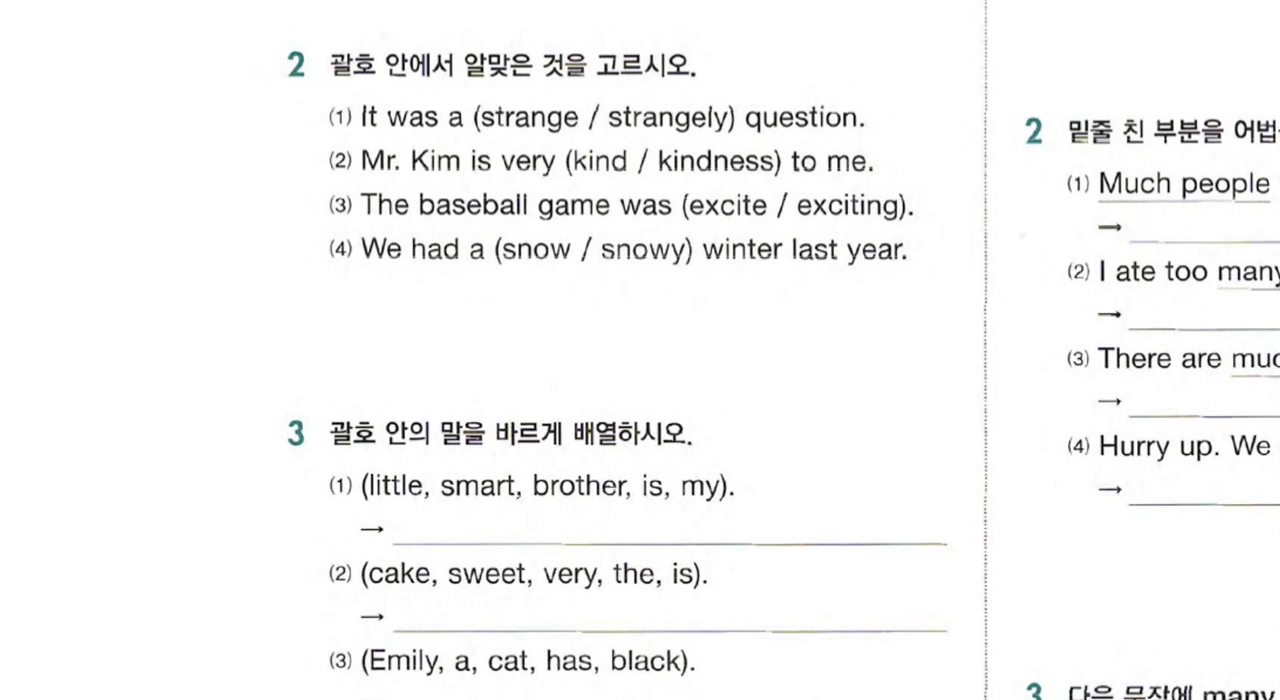 2 괄호 안에서 알맞은 것을 고르시오.
(1) It was a (strange / strangely) question.
(2) Mr. Kim is very (kind / kindness) to me.
(3) The baseball game was (excite / exciting).
(4) We had a (snow / snowy) winter last year.
3 괄호 안의 말을 바르게 배열하시오.
(1) (little, smart, brother, is, my).
→
(2) (cake, sweet, very, the, is).
→
(3) (Emily, a, cat, has, black).
2 밑줄 친 부분을 어법
(1) Much people
→
(2) I ate too many
→
(3) There are
→
(4) Hurry up. We
→
3 다음 문장에 many